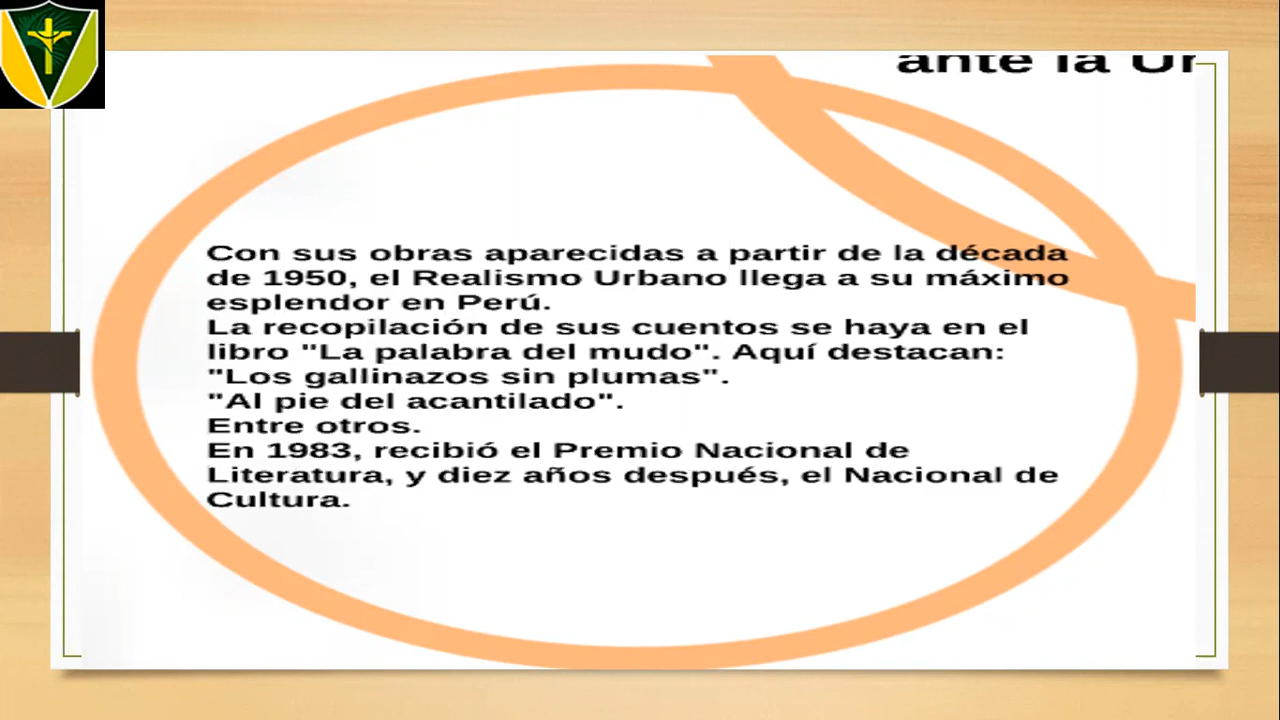 ante la Un
Con sus obras aparecidas a partir de la década
de 1950, el Realismo Urbano llega a su máximo
esplendor en Perú.
La recopilación de sus cuentos se haya en el
libro "La palabra del mudo". Aquí destacan:
"Los gallinazos sin plumas".
"Al pie del acantilado".
Entre otros.
En 1983, recibió el Premio Nacional de
Literatura, y diez años después, el Nacional de
Cultura.